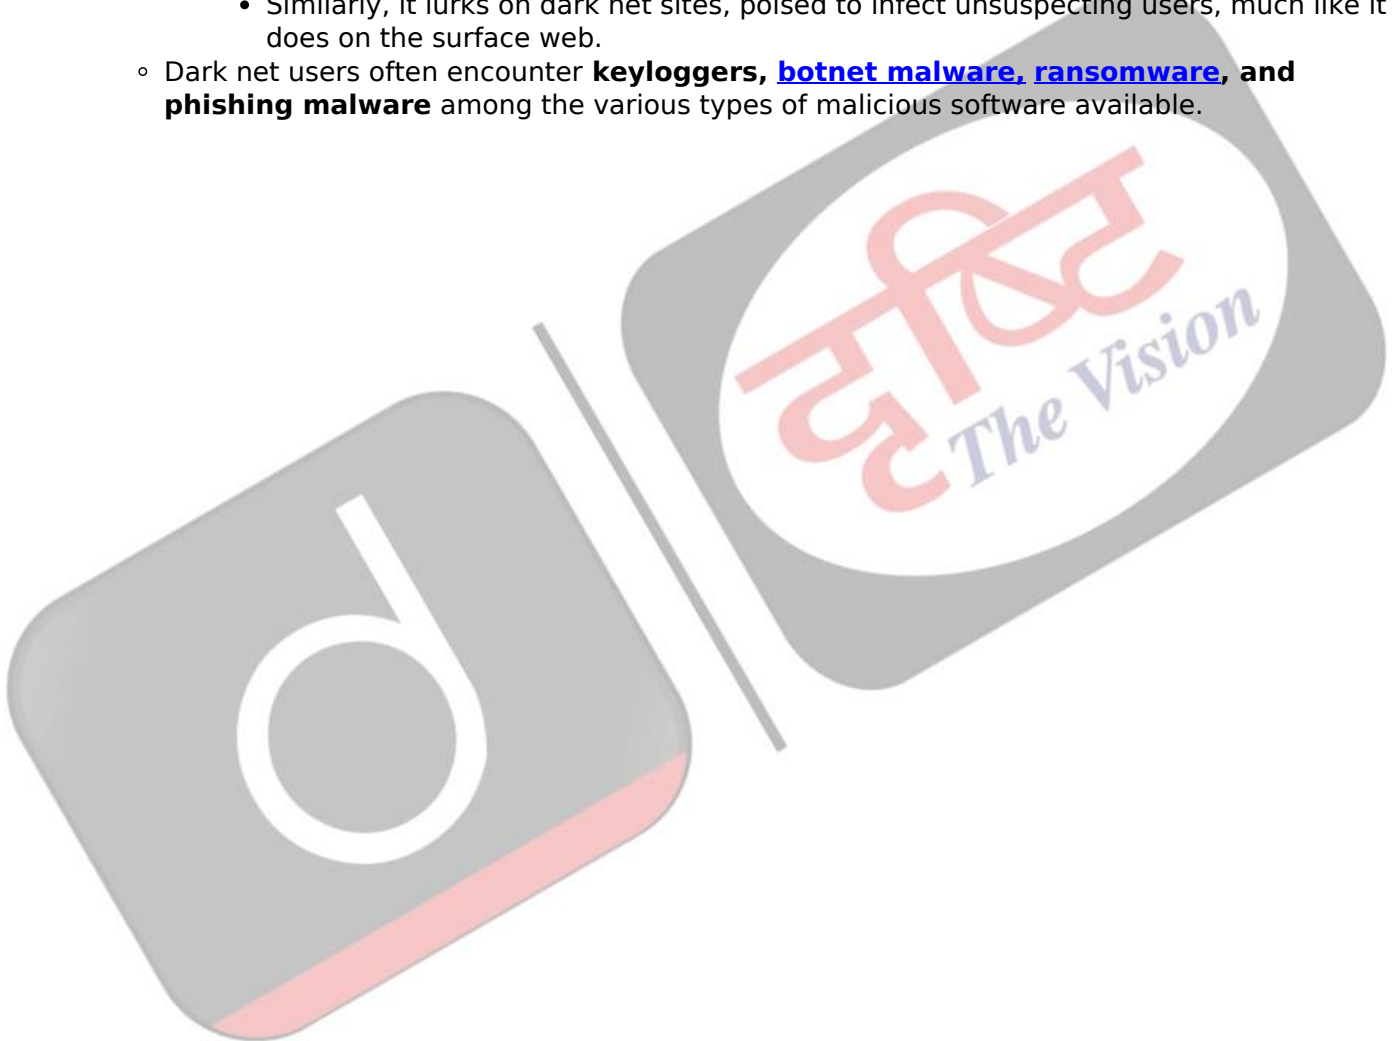 Similarly, it lurks on dark net sites, poised to infect unsuspecting users, much like it
does on the surface web.
Dark net users often encounter keyloggers, botnet malware, ransomware, and
phishing malware among the various types of malicious software available.
दृष्टि
The Vision
d